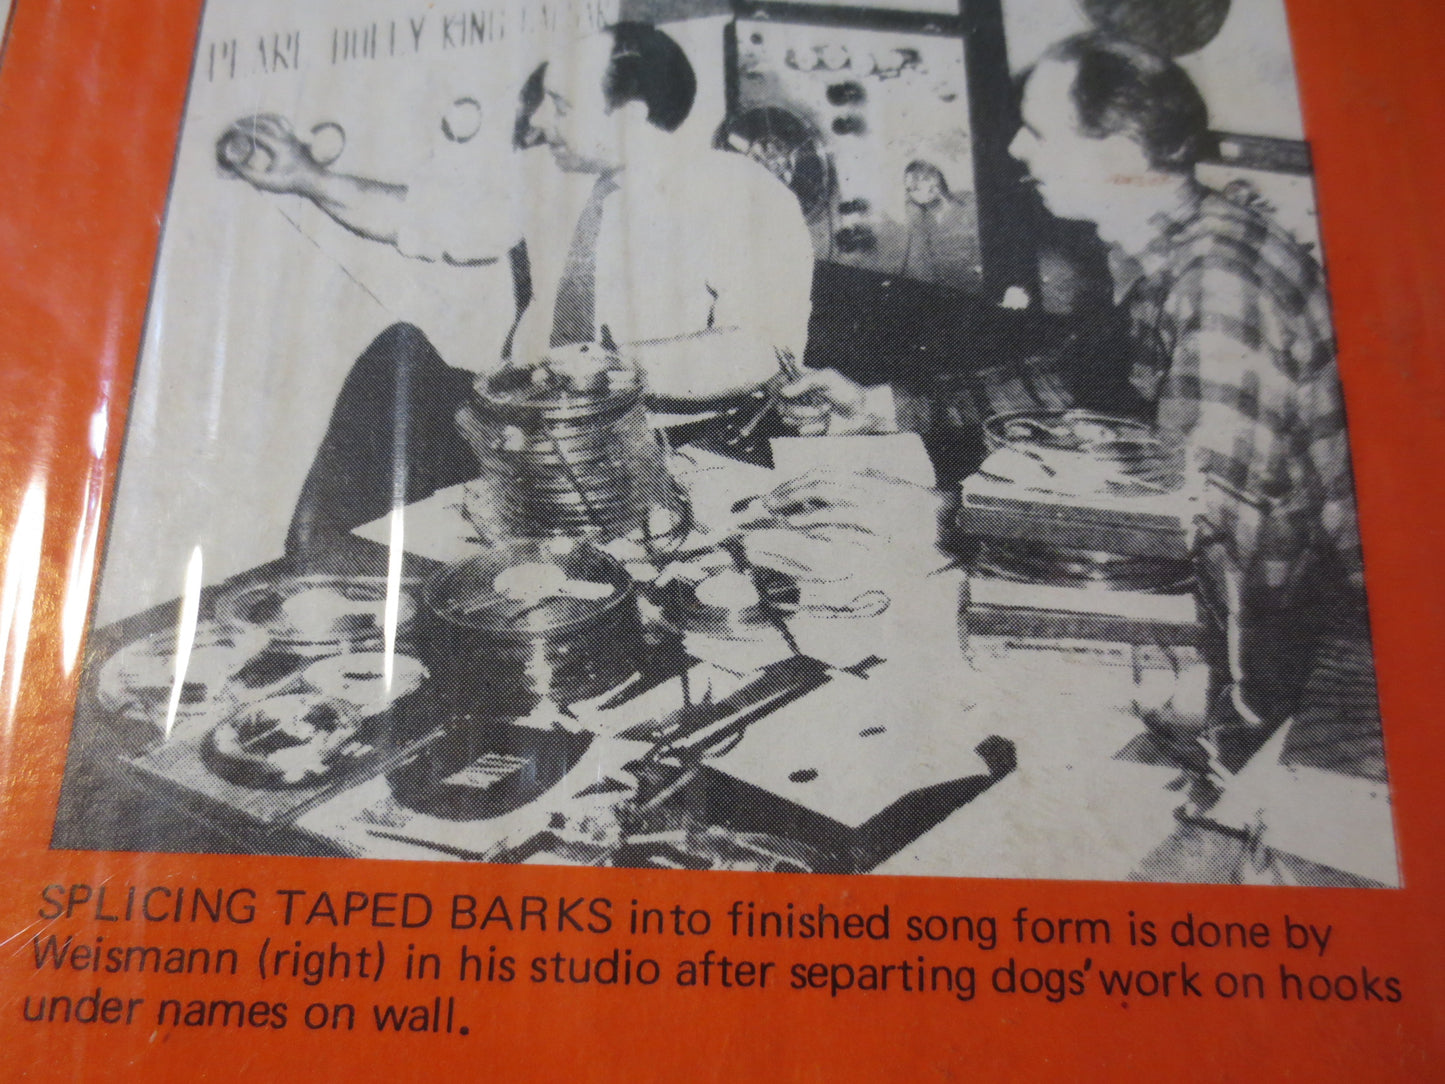 PEARL DOLLY KING CAESAR
SPLICING TAPED BARKS into finished song form is done by
Weismann (right) in his studio after separting dogs' work on hooks
under names on wall.